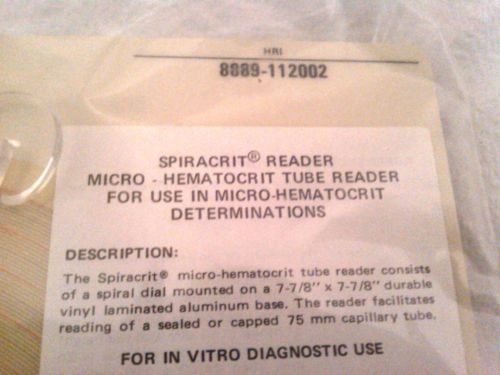 HRI
8889-112002
SPIRACRIT® READER
MICRO - HEMATOCRIT TUBE READER
FOR USE IN MICRO-HEMATOCRIT
DETERMINATIONS
DESCRIPTION:
The Spiracrit® micro-hematocrit tube reader consists
of a spiral dial mounted on a 7-7/8" x 7-7/8" durable
vinyl laminated aluminum base. The reader facilitates
reading of a sealed or capped 75 mm capillary tube.
FOR IN VITRO DIAGNOSTIC USE